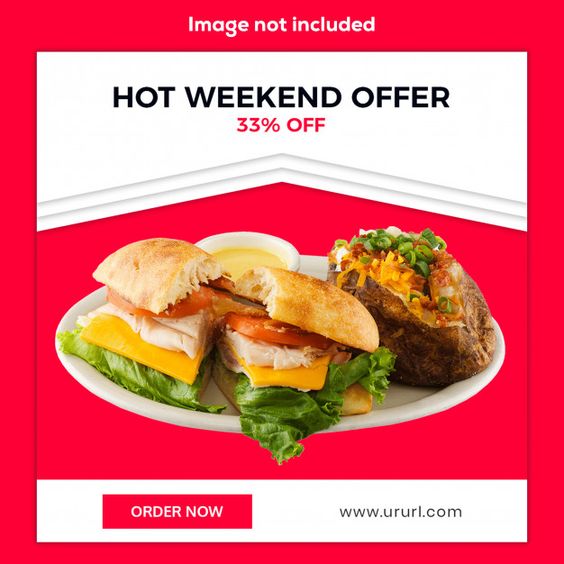 Image not included
HOT WEEKEND OFFER
33% OFF
ORDER NOW
www.ururl.com